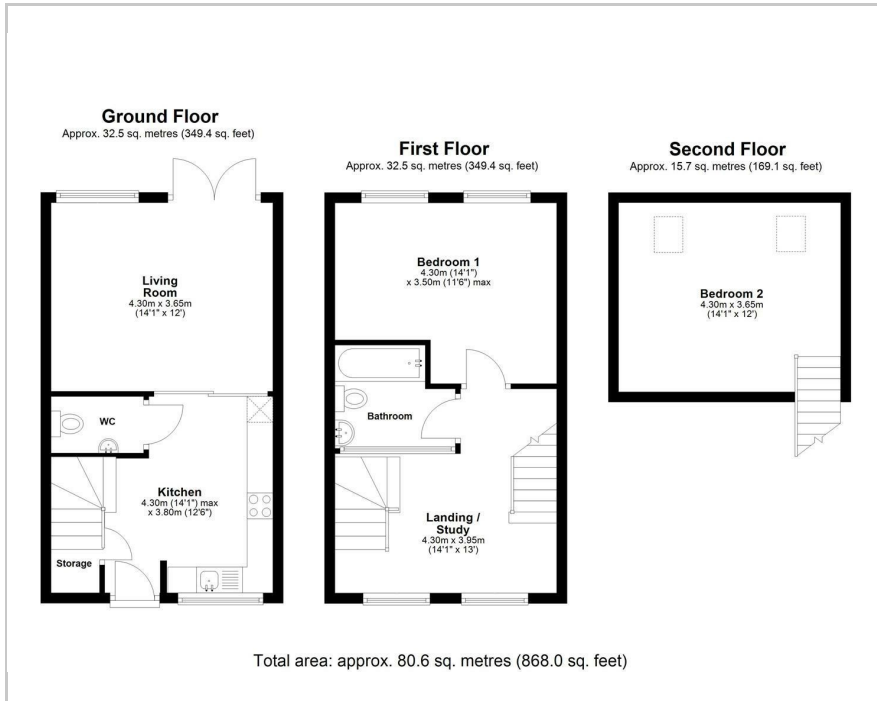 Ground Floor
Approx. 32.5 sq. metres (349.4 sq. feet)
Living
Room
4.30m x 3.65m
(14'1" x 12')
WC
Kitchen
4.30m (14'1") max
x 3.80m (12'6")
Storage
First Floor
Approx. 32.5 sq. metres (349.4 sq. feet)
Bedroom 1
4.30m (14'1")
x 3.50m (11'6") max
Bathroom
Landing /
Study
4.30m x 3.95m
(14'1" x 13')
Second Floor
Approx. 15.7 sq. metres (169.1 sq. feet)
Bedroom 2
4.30m x 3.65m
(14'1" x 12')
Total area: approx. 80.6 sq. metres (868.0 sq. feet)